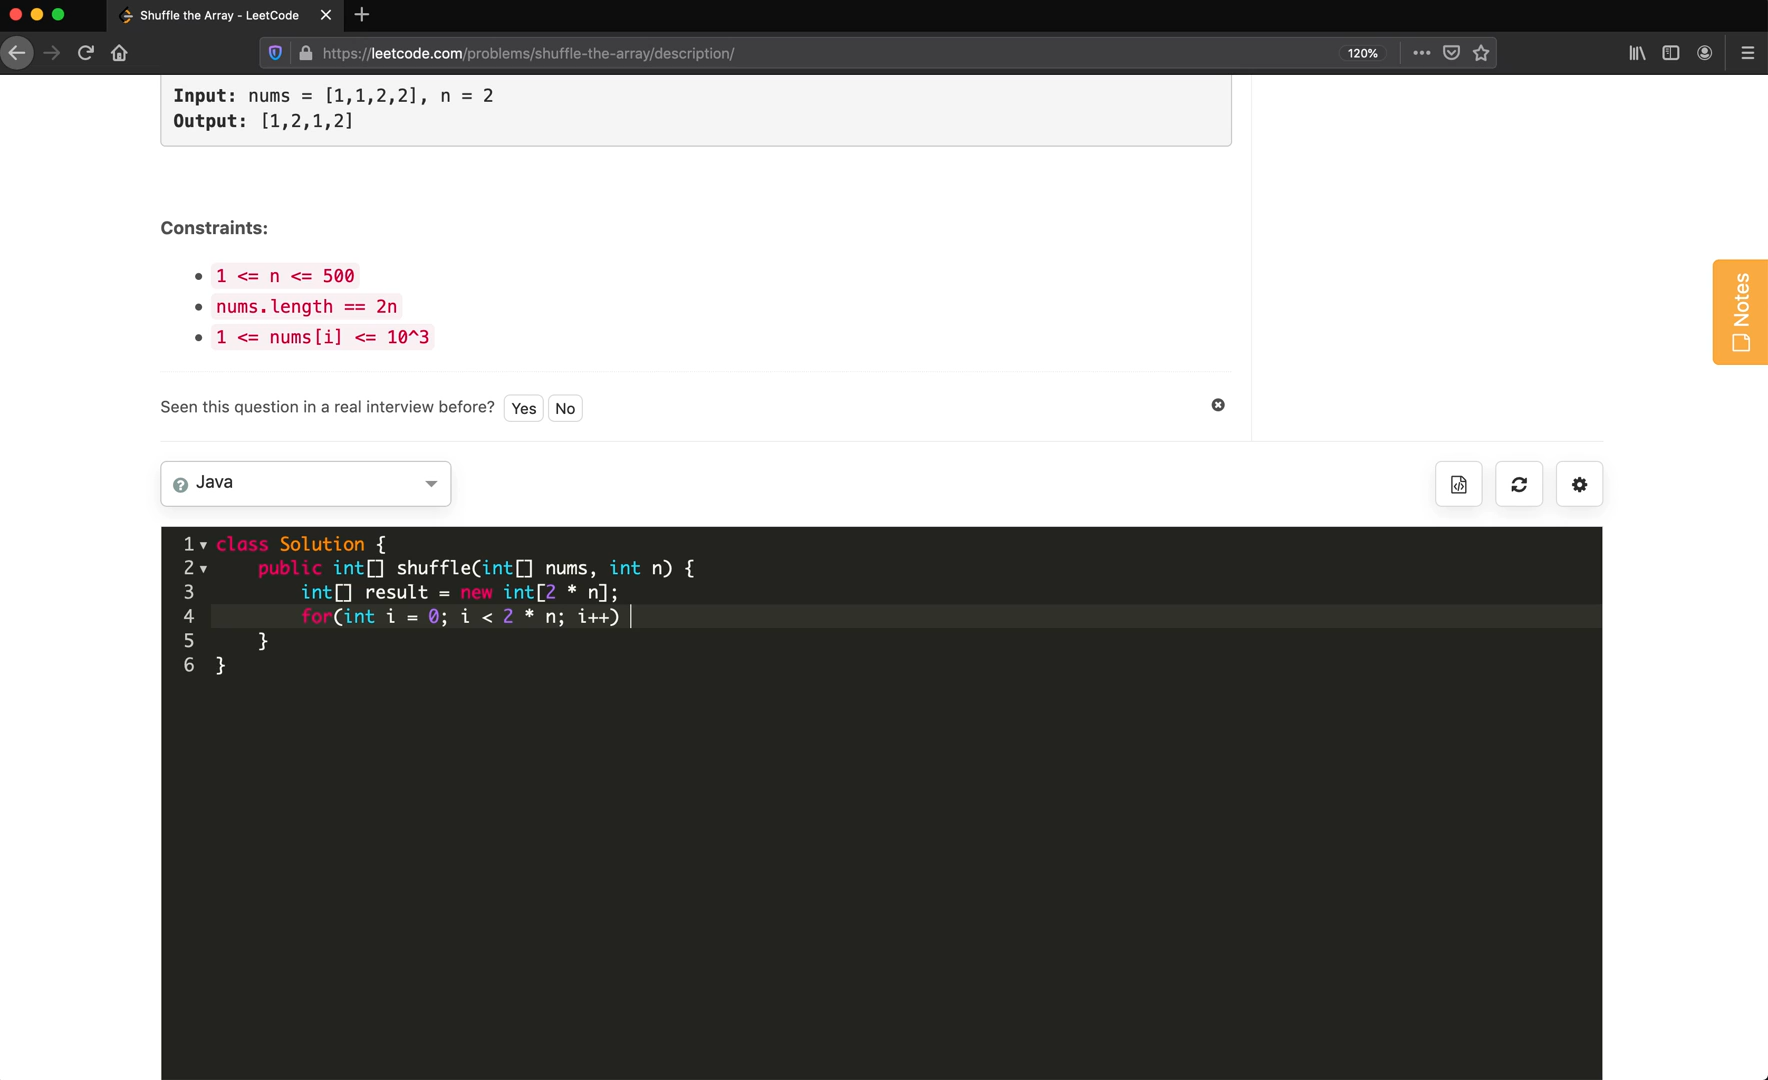 Shuffle the Array - LeetCode
https://leetcode.com/problems/shuffle-the-array/description/
120%
Input: nums = [1,1,2,2], n = 2
Output: [1,2,1,2]
Constraints:
1 <= n <= 500
nums.length == 2n
1 <= nums[i] <= 10^3
Notes
Seen this question in a real interview before? Yes No
Java
1 class Solution {
2 public int[] shuffle(int[] nums, int n) {
3 int[] result = new int[2 * n];
4 for(int i = 0; i < 2 * n; i++)
5 }
6 }